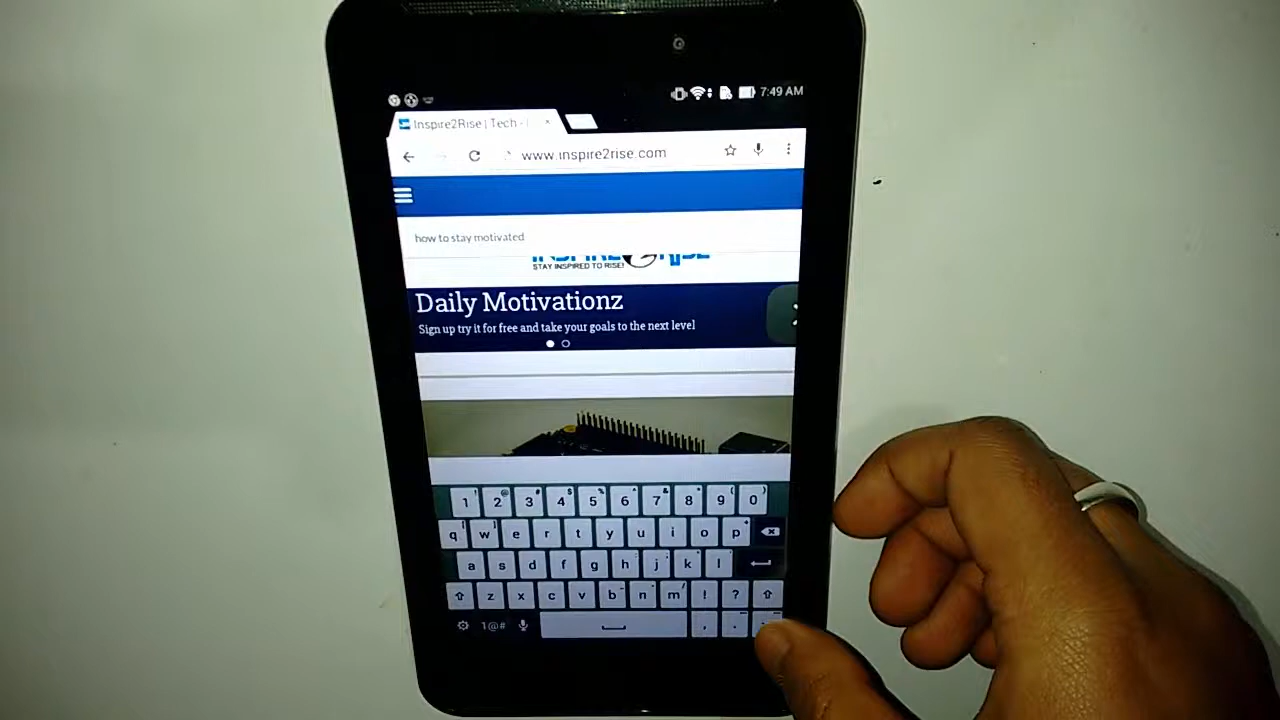 7:49 AM
Inspire2Rise | Tech -
www.inspire2rise.com
how to stay motivated
STAY INSPIRED TO RISE!
Daily Motivationz
Sign up try it for free and take your goals to the next level
1 2 3 4 5 6 7 8 9 0
q w e r t y u i o p
a s d f g h j k l
z x c v b n m ! ?
1@# , .